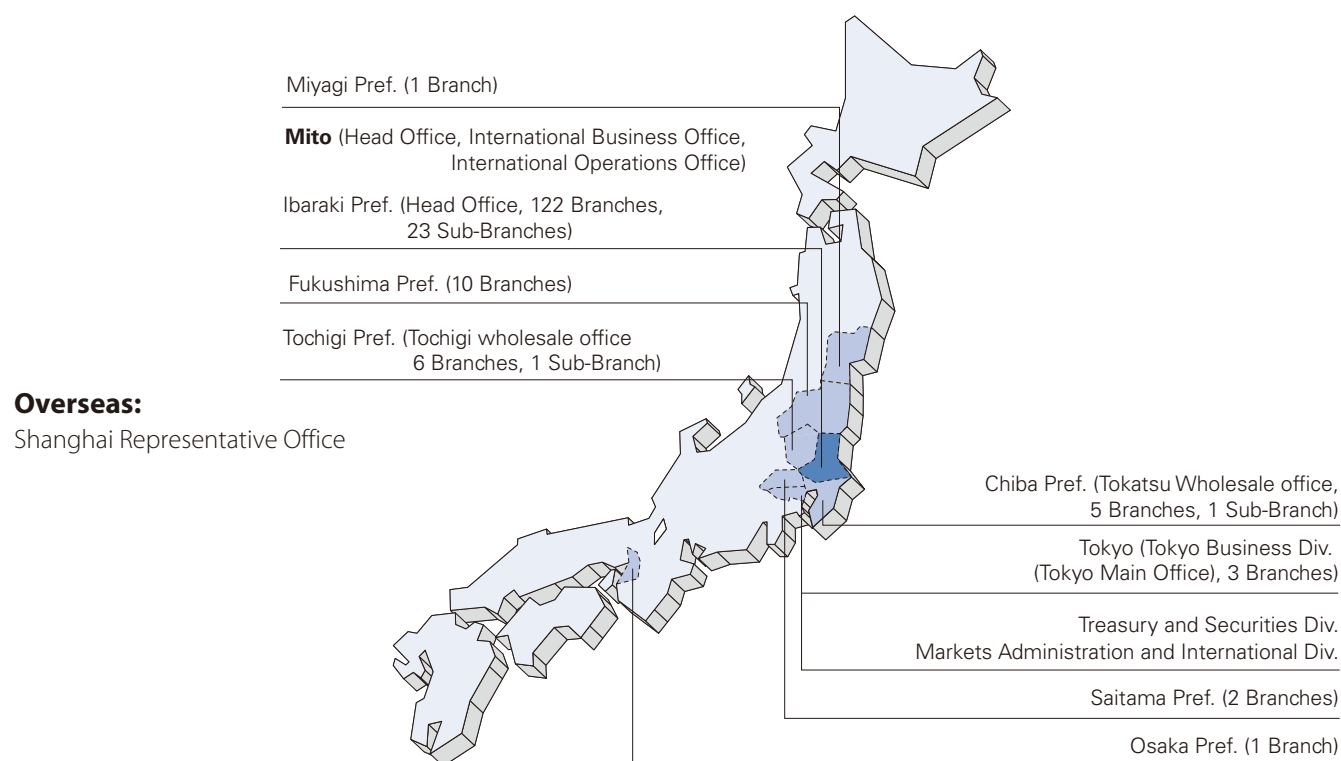 Miyagi Pref. (1 Branch)
Mito (Head Office, International Business Office,
International Operations Office)
Ibaraki Pref. (Head Office, 122 Branches,
23 Sub-Branches)
Fukushima Pref. (10 Branches)
Tochigi Pref. (Tochigi wholesale office
6 Branches, 1 Sub-Branch)
Overseas:
Shanghai Representative Office
Chiba Pref. (Tokatsu Wholesale office,
5 Branches, 1 Sub-Branch)
Tokyo (Tokyo Business Div.
(Tokyo Main Office), 3 Branches)
Treasury and Securities Div.
Markets Administration and International Div.
Saitama Pref. (2 Branches)
Osaka Pref. (1 Branch)